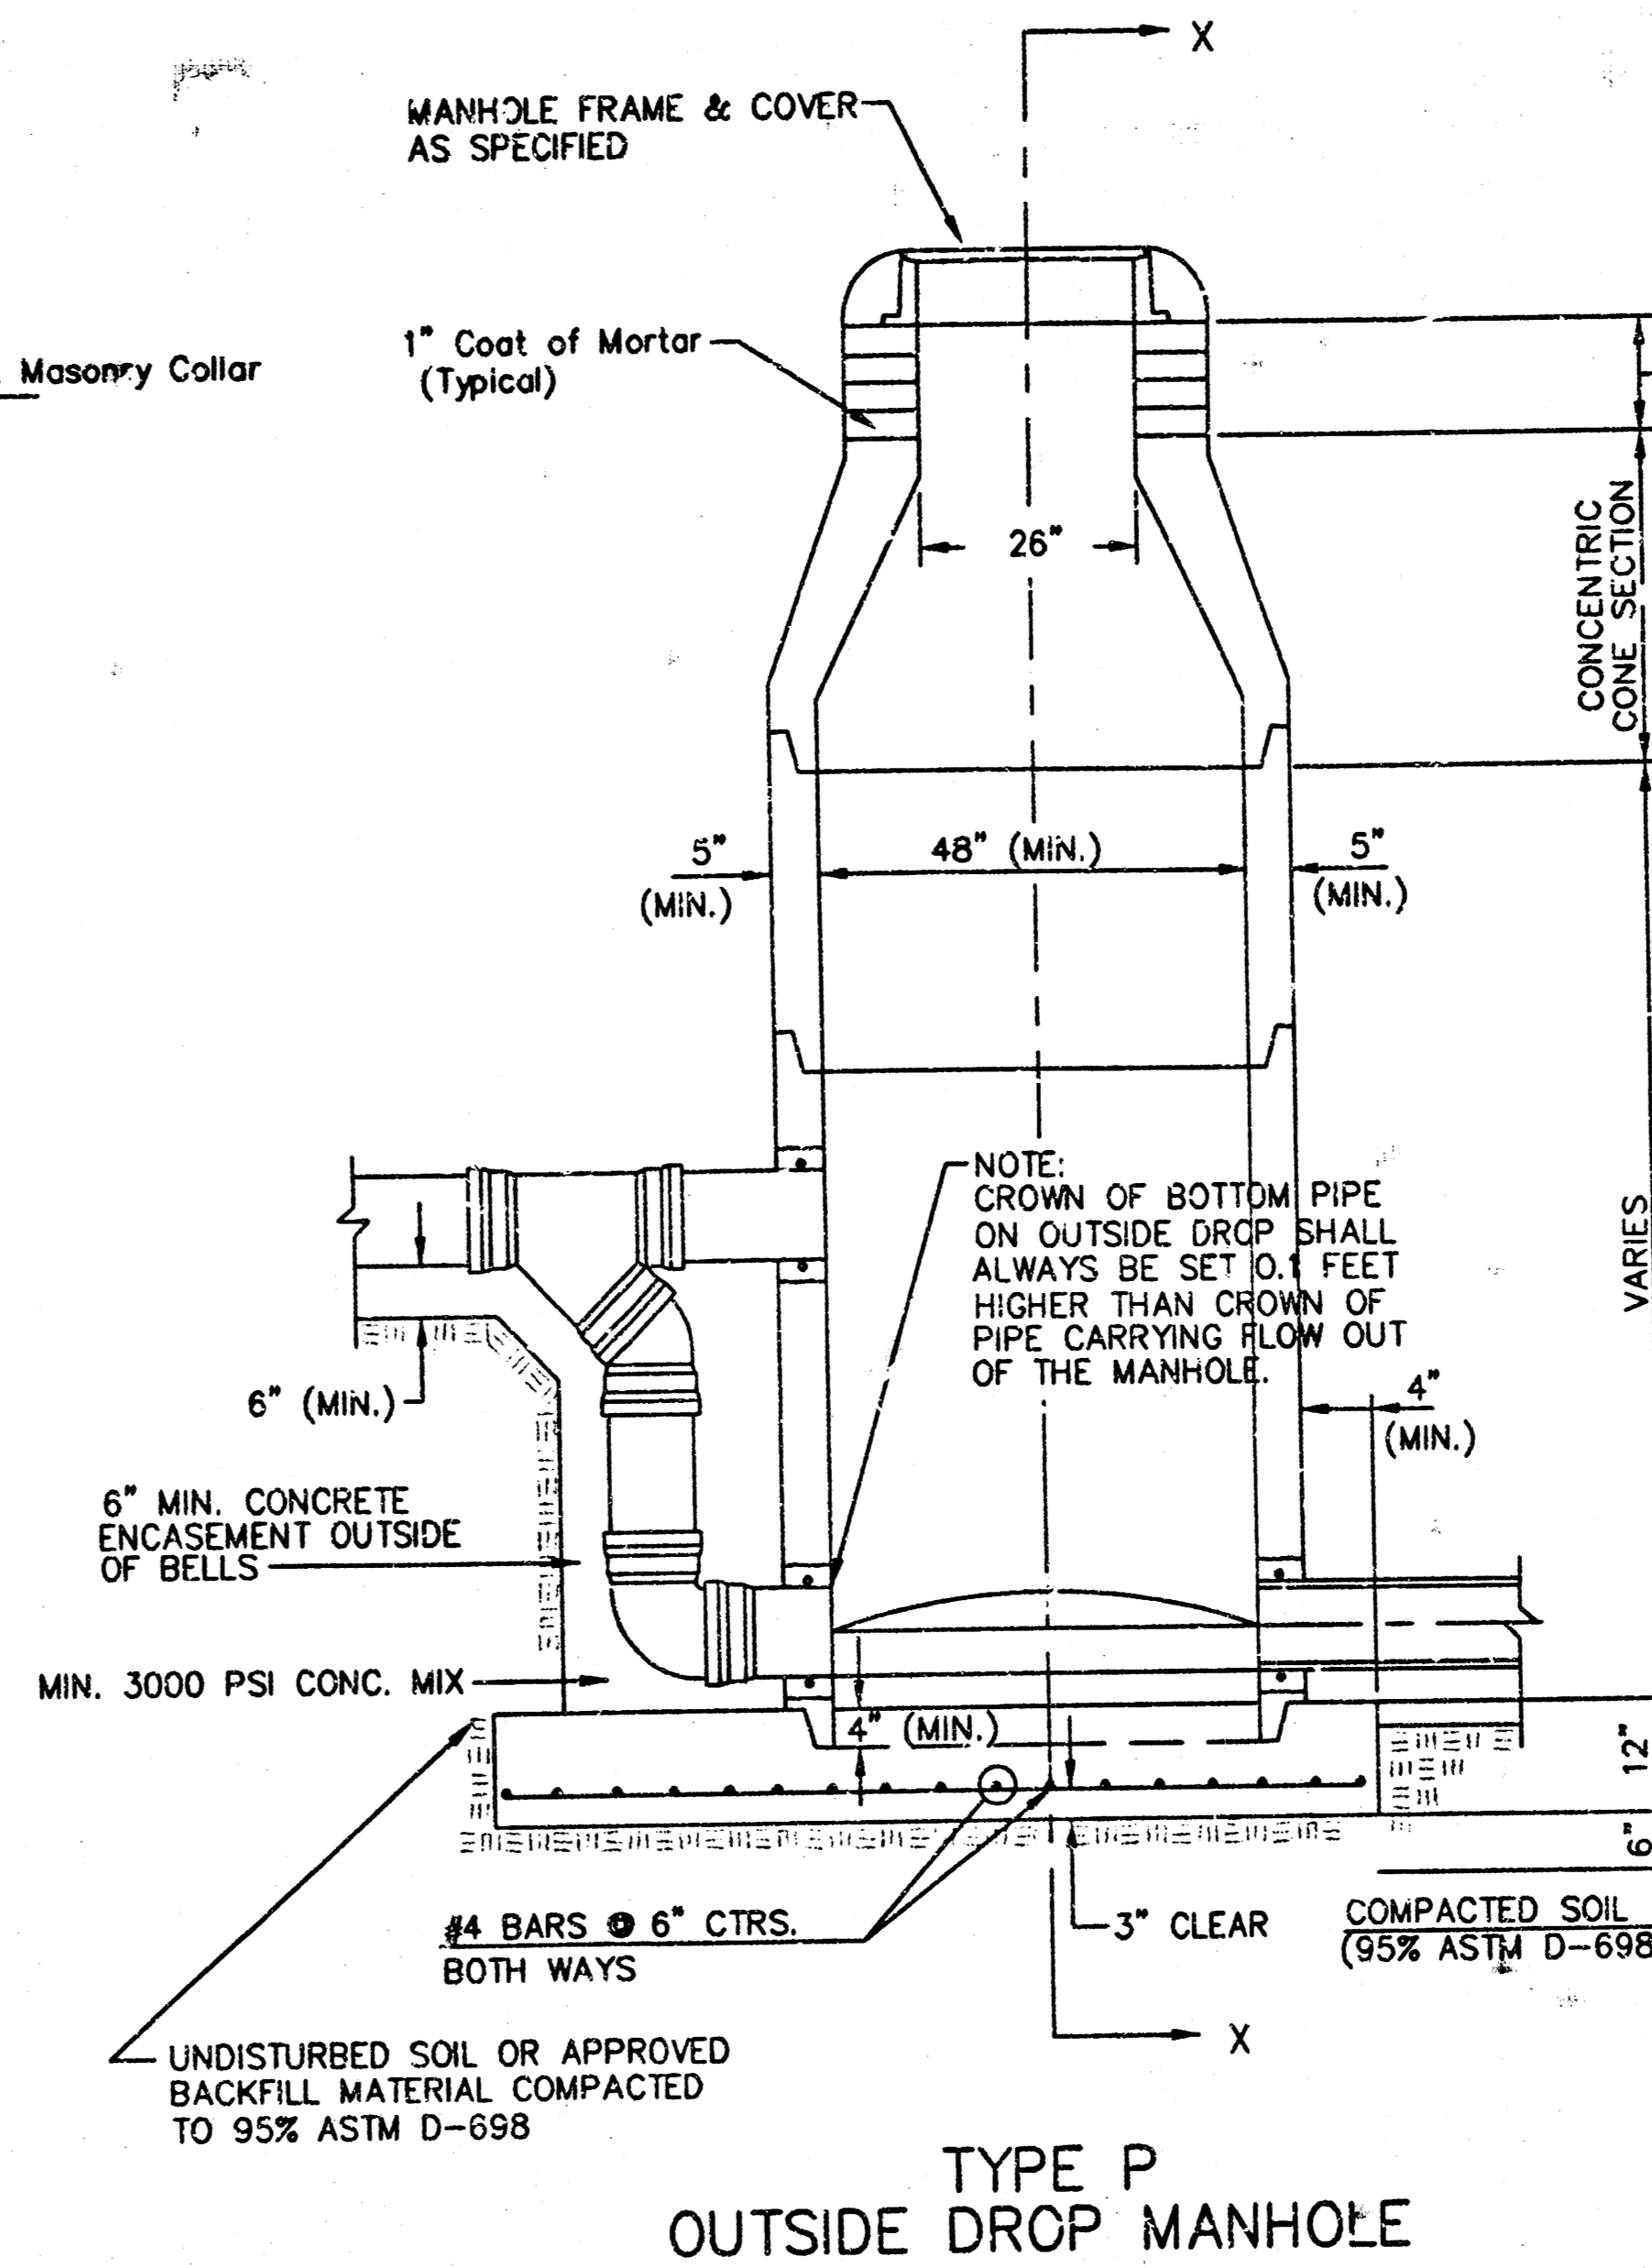 X
MANHOLE FRAME & COVER
AS SPECIFIED
Masonry Collar
1" Coat of Mortar
(Typical)
26"
CONCENTRIC
CONE SECTION
5"
(MIN.)
48" (MIN.)
5"
(MIN.)
NOTE:
CROWN OF BOTTOM PIPE
ON OUTSIDE DROP SHALL
ALWAYS BE SET 0.1 FEET
HIGHER THAN CROWN OF
PIPE CARRYING FLOW OUT
OF THE MANHOLE.
VARIES
6" (MIN.)
4"
(MIN.)
6" MIN. CONCRETE
ENCASEMENT OUTSIDE
OF BELLS
MIN. 3000 PSI CONC. MIX
4" (MIN.)
12"
6"
#4 BARS @ 6" CTRS.
BOTH WAYS
3" CLEAR
COMPACTED SOIL
(95% ASTM D-698
X
UNDISTURBED SOIL OR APPROVED
BACKFILL MATERIAL COMPACTED
TO 95% ASTM D-698
TYPE P
OUTSIDE DROP MANHOLE